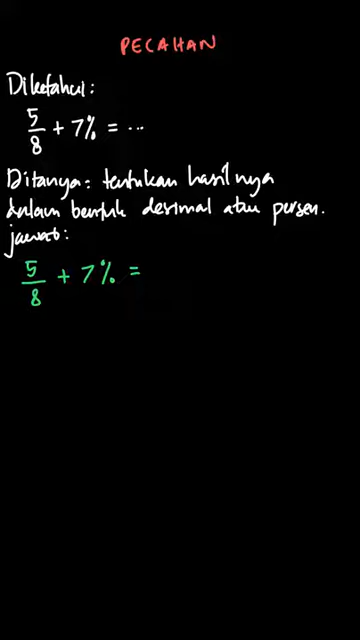 PECAHAN
Diketahui:
5/8 + 7% = ...
Ditanya: tentukan hasilnya
dalam bentuk desimal atau persen.
Jawab:
5/8 + 7% =